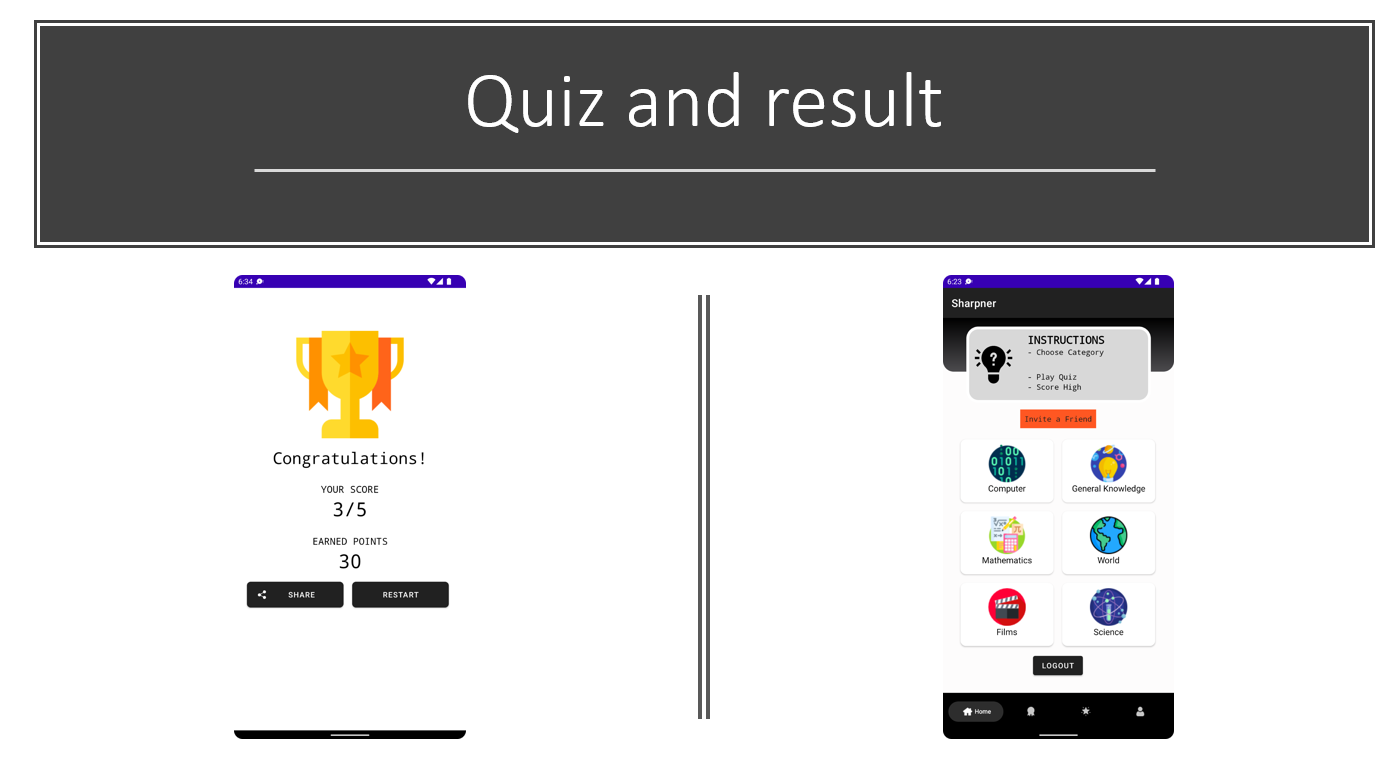 Quiz and result
6:34
Congratulations!
YOUR SCORE
3/5
EARNED POINTS
30
SHARE
RESTART
6:23
Sharpner
INSTRUCTIONS
- Choose Category
- Play Quiz
- Score High
Invite a Friend
Computer
General Knowledge
Mathematics
World
Films
Science
LOGOUT
Home